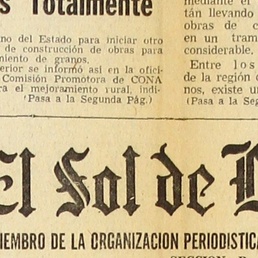 s Totalmente
no del Estado para iniciar otro
de construcción de obras para
miento de granos.
erior se informó así en la ofici-
Comisión Promotora de CONA
ra el mejoramiento rural, indi-
(Pasa a la Segunda Pág.)
mediante el
tán llevando
obras de c
en un tram
considerable.
Entre los
de la región
nos, existe u
(Pasa a la Seg
El Sol de
IEMBRO DE LA ORGANIZACION PERIODISTICA